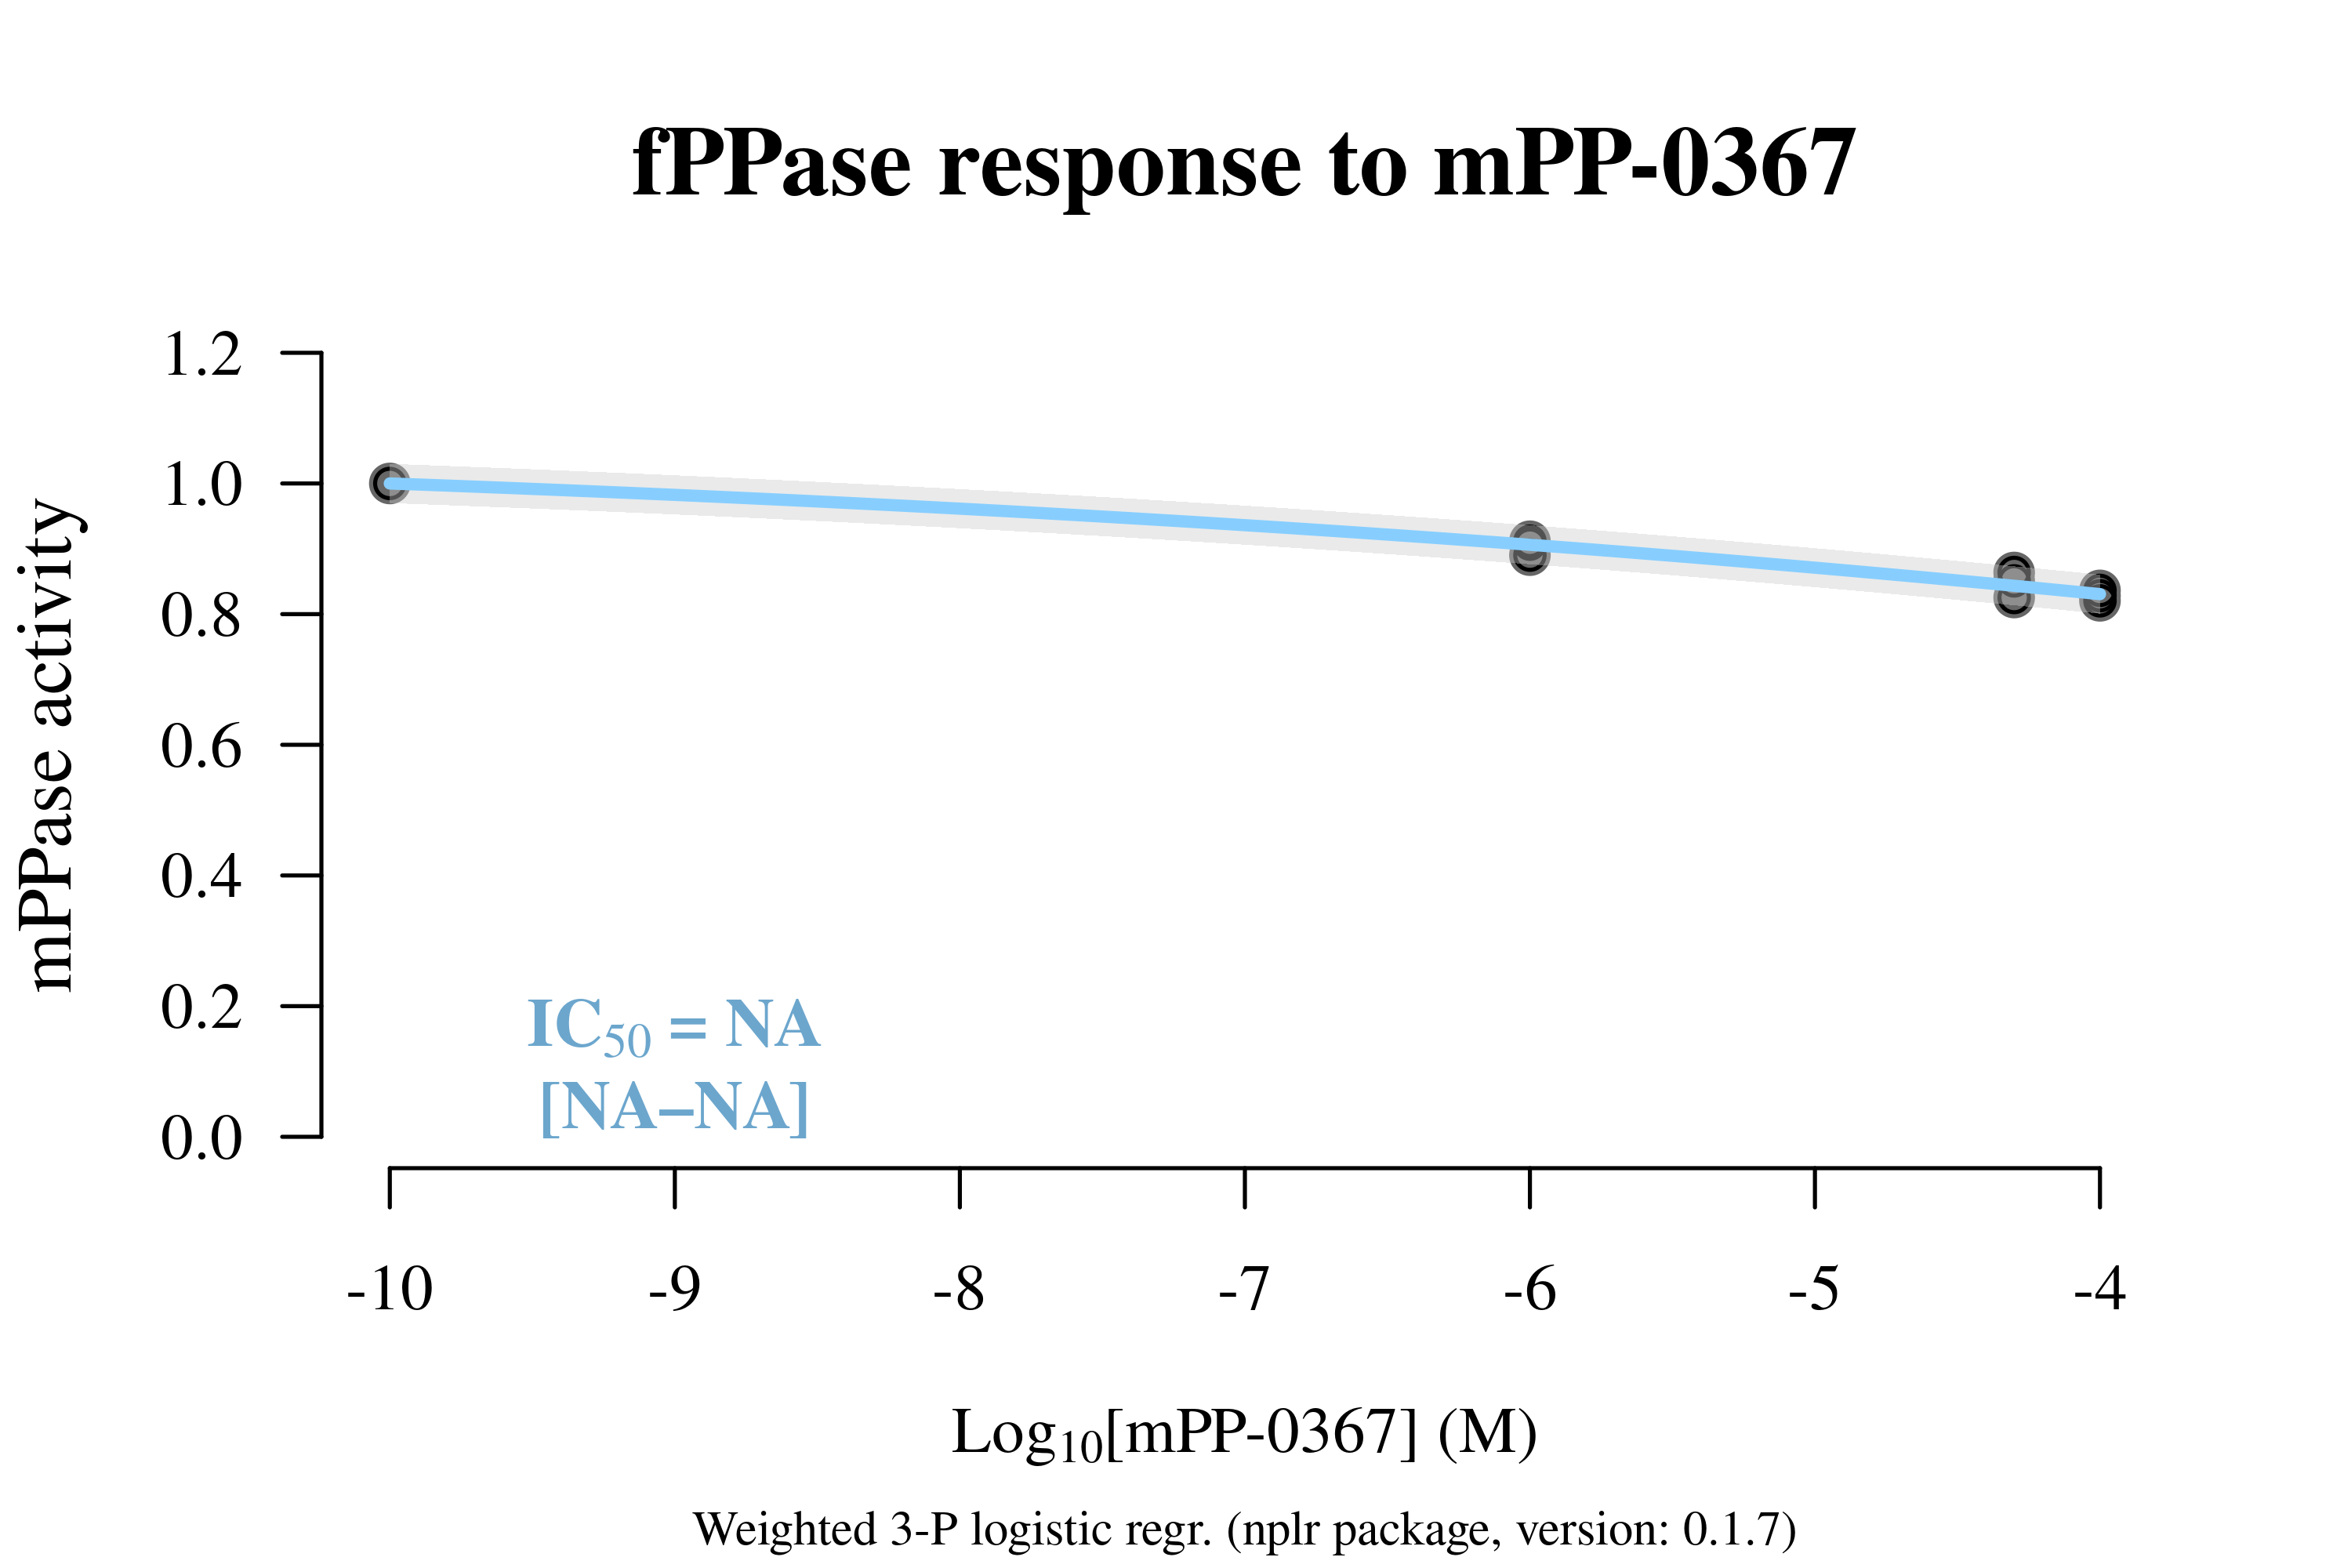 fPPase response to mPP-0367
mPPase activity
1.2
1.0
0.8
0.6
0.4
0.2
0.0
IC50 = NA
[NA–NA]
-10 -9 -8 -7 -6 -5 -4
Log10[mPP-0367] (M)
Weighted 3-P logistic regr. (nplr package, version: 0.1.7)